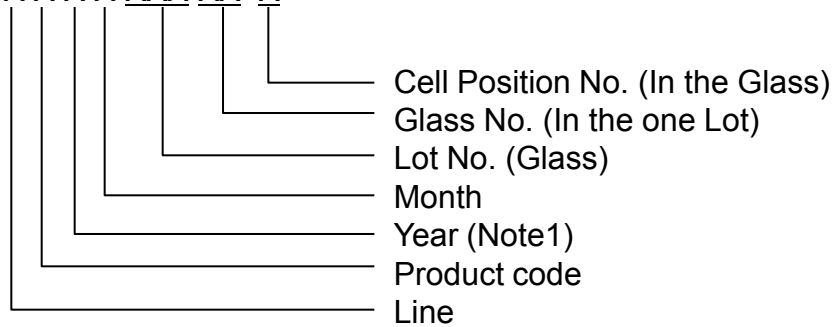 Cell Position No. (In the Glass)
Glass No. (In the one Lot)
Lot No. (Glass)
Month
Year (Note1)
Product code
Line